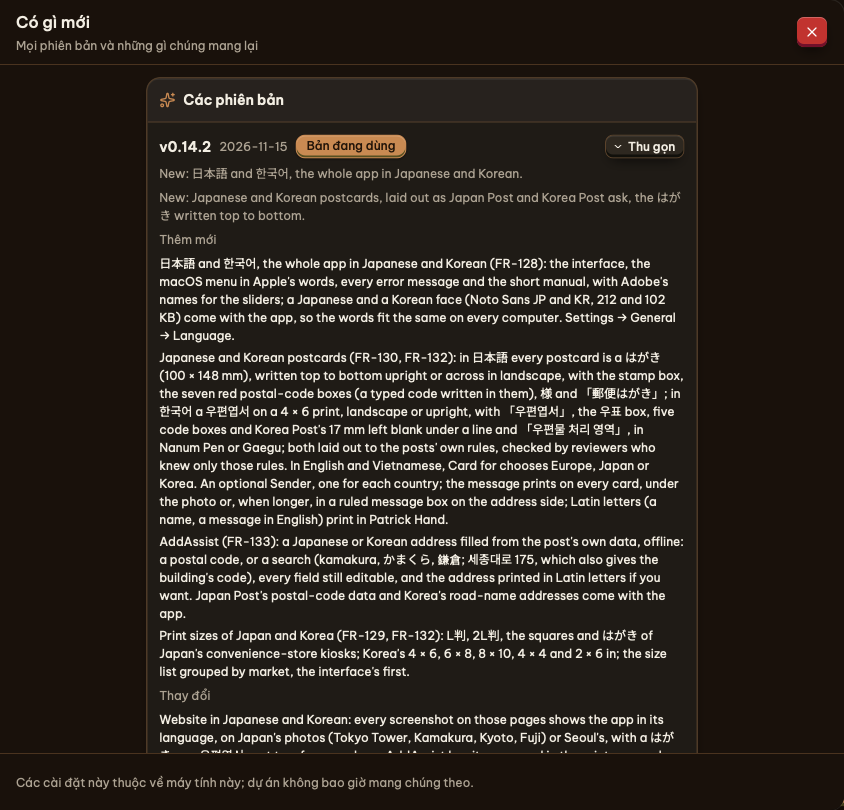 Có gì mới
Mọi phiên bản và những gì chúng mang lại
Các phiên bản
v0.14.2 2026-11-15 Bản đang dùng Thu gọn
New: 日本語 and 한국어, the whole app in Japanese and Korean.
New: Japanese and Korean postcards, laid out as Japan Post and Korea Post ask, the はが
き written top to bottom.
Thêm mới
日本語 and 한국어, the whole app in Japanese and Korean (FR-128): the interface, the
macOS menu in Apple's words, every error message and the short manual, with Adobe's
names for the sliders; a Japanese and a Korean face (Noto Sans JP and KR, 212 and 102
KB) come with the app, so the words fit the same on every computer. Settings → General
→ Language.
Japanese and Korean postcards (FR-130, FR-132): in 日本語 every postcard is a はがき
(100 × 148 mm), written top to bottom upright or across in landscape, with the stamp box,
the seven red postal-code boxes (a typed code written in them), 様 and 「郵便はがき」; in
한국어 a 우편엽서 on a 4 × 6 print, landscape or upright, with 「우편엽서」, the 우표 box, five
code boxes and Korea Post's 17 mm left blank under a line and 「우편물 처리 영역」, in
Nanum Pen or Gaegu; both laid out to the posts' own rules, checked by reviewers who
knew only those rules. In English and Vietnamese, Card for chooses Europe, Japan or
Korea. An optional Sender, one for each country; the message prints on every card, under
the photo or, when longer, in a ruled message box on the address side; Latin letters (a
name, a message in English) print in Patrick Hand.
AddAssist (FR-133): a Japanese or Korean address filled from the post's own data, offline:
a postal code, or a search (kamakura, かまくら, 鎌倉; 세종대로 175, which also gives the
building's code), every field still editable, and the address printed in Latin letters if you
want. Japan Post's postal-code data and Korea's road-name addresses come with the
app.
Print sizes of Japan and Korea (FR-129, FR-132): L判, 2L判, the squares and はがき of
Japan's convenience-store kiosks; Korea's 4 × 6, 6 × 8, 8 × 10, 4 × 4 and 2 × 6 in; the size
list grouped by market, the interface's first.
Thay đổi
Website in Japanese and Korean: every screenshot on those pages shows the app in its
language, on Japan's photos (Tokyo Tower, Kamakura, Kyoto, Fuji) or Seoul's, with a はが
Các cài đặt này thuộc về máy tính này; dự án không bao giờ mang chúng theo.